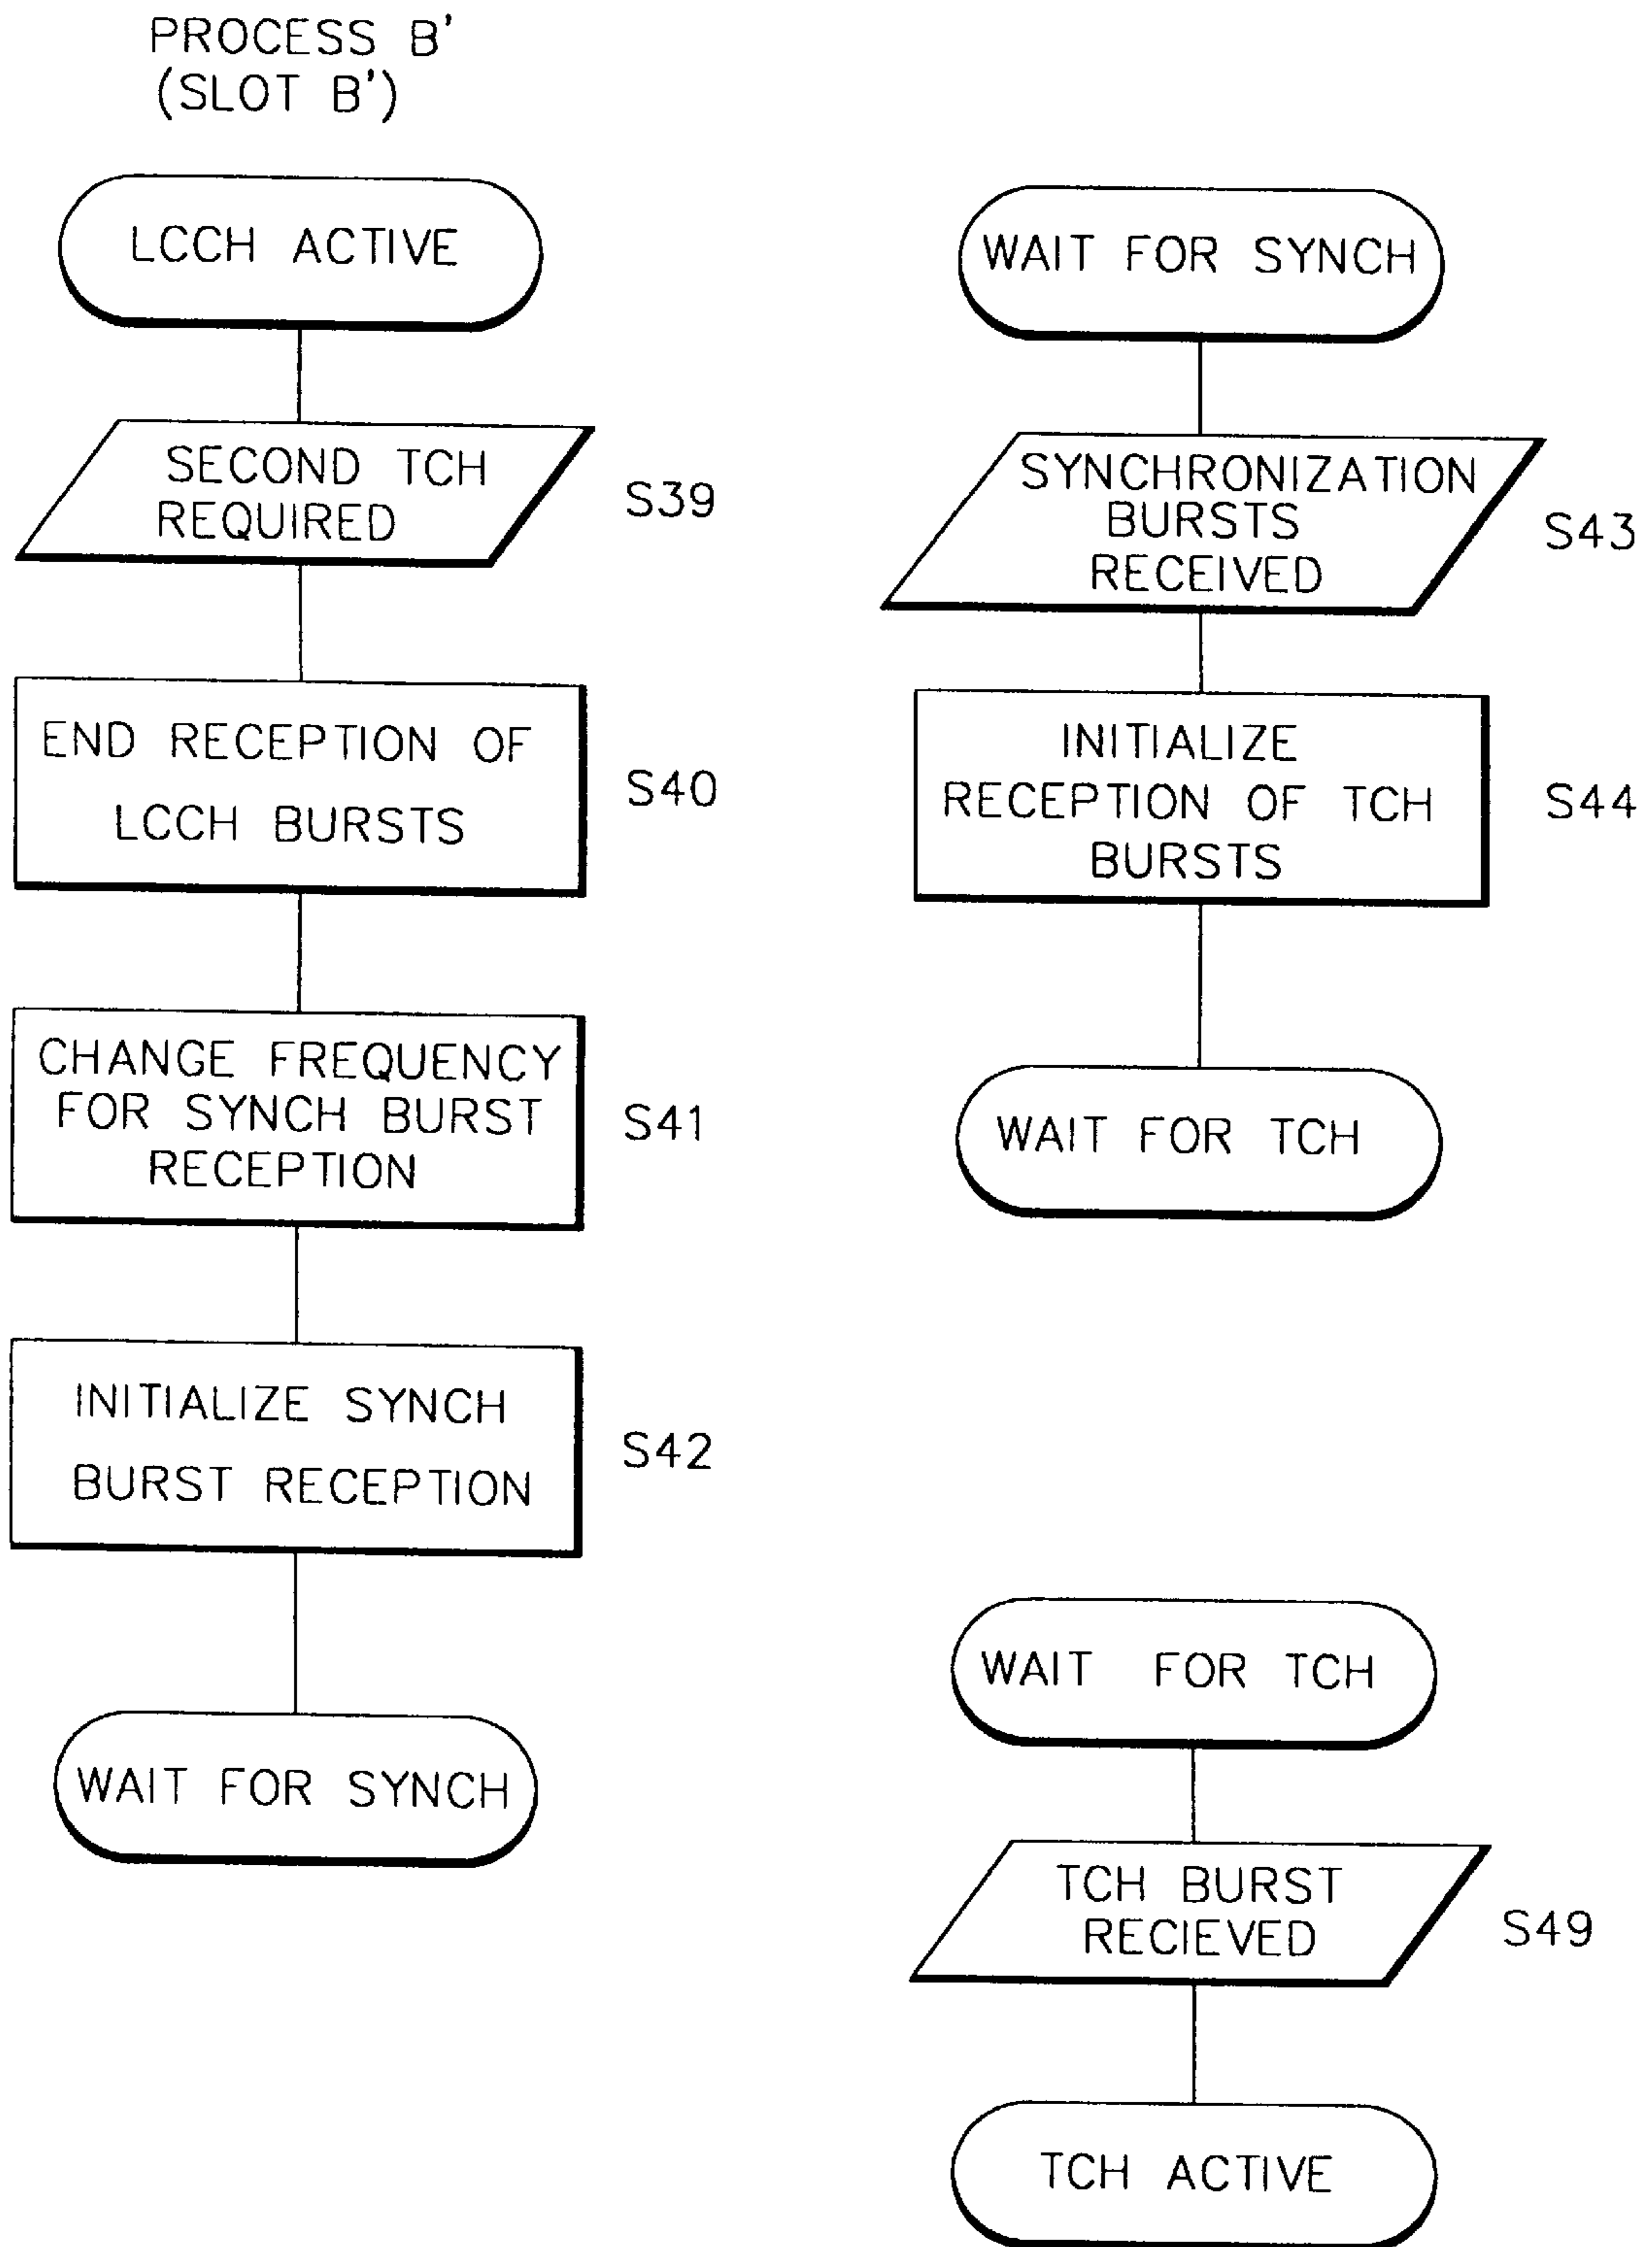 PROCESS B'
(SLOT B')
LCCH ACTIVE
SECOND TCH
REQUIRED
S39
END RECEPTION OF
LCCH BURSTS
S40
CHANGE FREQUENCY
FOR SYNCH BURST
RECEPTION
S41
INITIALIZE SYNCH
BURST RECEPTION
S42
WAIT FOR SYNCH
WAIT FOR SYNCH
SYNCHRONIZATION
BURSTS
RECEIVED
S43
INITIALIZE
RECEPTION OF TCH
BURSTS
S44
WAIT FOR TCH
WAIT FOR TCH
TCH BURST
RECIEVED
S49
TCH ACTIVE